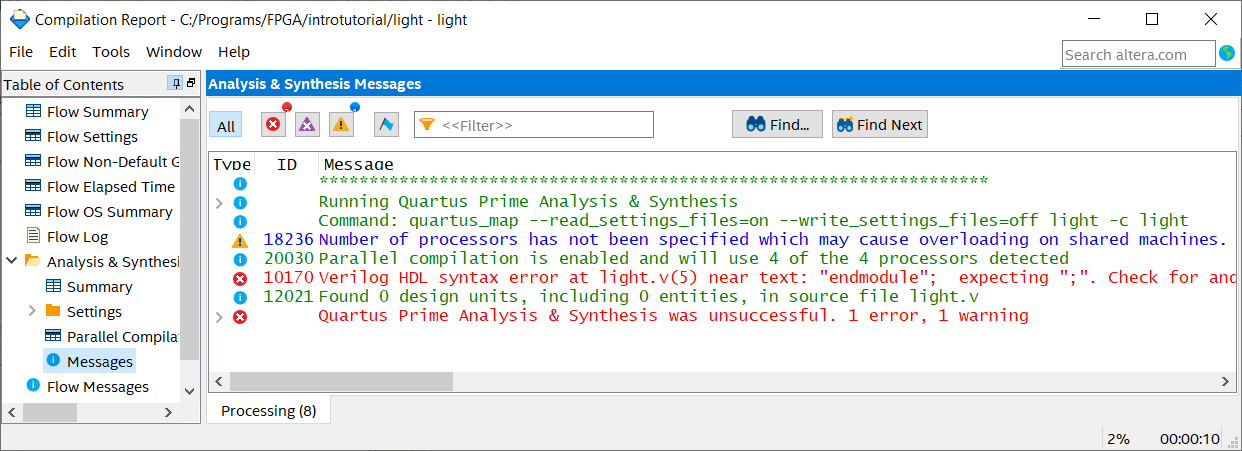 Compilation Report - C:/Programs/FPGA/introtutorial/light - light
File Edit Tools Window Help
Search altera.com
Table of Contents
Flow Summary
Flow Settings
Flow Non-Default G
Flow Elapsed Time
Flow OS Summary
Flow Log
Analysis & Synthesi
Summary
Settings
Parallel Compila
Messages
Flow Messages
Analysis & Synthesis Messages
All <<Filter>> Find... Find Next
Type ID Message
*******************************************************************
Running Quartus Prime Analysis & Synthesis
Command: quartus_map --read_settings_files=on --write_settings_files=off light -c light
18236 Number of processors has not been specified which may cause overloading on shared machines.
20030 Parallel compilation is enabled and will use 4 of the 4 processors detected
10170 Verilog HDL syntax error at light.v(5) near text: "endmodule";  expecting ";". Check for and
12021 Found 0 design units, including 0 entities, in source file light.v
Quartus Prime Analysis & Synthesis was unsuccessful. 1 error, 1 warning
Processing (8)
2% 00:00:10